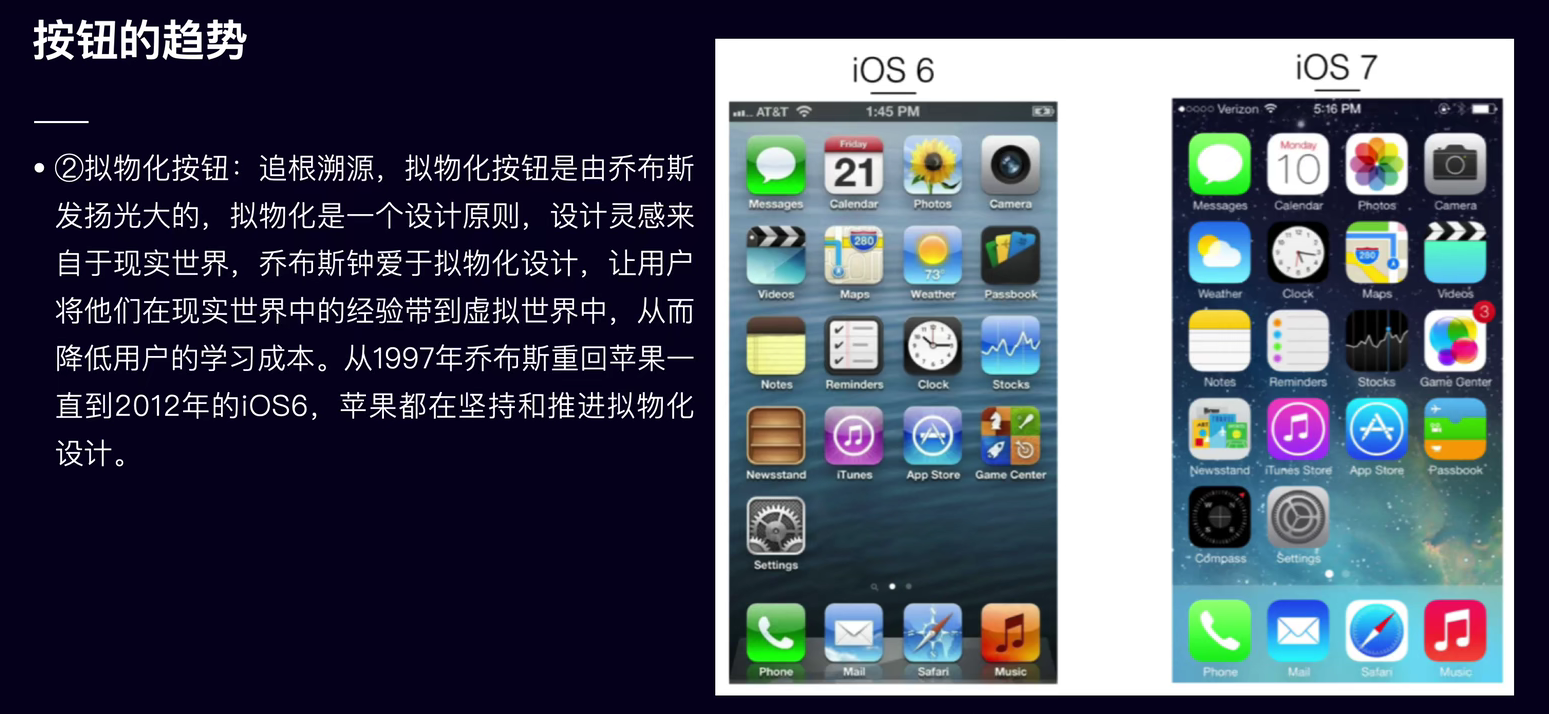 按钮的趋势
• ②拟物化按钮：追根溯源，拟物化按钮是由乔布斯
发扬光大的，拟物化是一个设计原则，设计灵感来
自于现实世界，乔布斯钟爱于拟物化设计，让用户
将他们在现实世界中的经验带到虚拟世界中，从而
降低用户的学习成本。从1997年乔布斯重回苹果一
直到2012年的iOS6，苹果都在坚持和推进拟物化
设计。
iOS 6
AT&T 1:45 PM
Friday
21
Messages Calendar Photos Camera
280
73°
Videos Maps Weather Passbook
Notes Reminders Clock Stocks
Newsstand iTunes App Store Game Center
Settings
Phone Mail Safari Music
iOS 7
Verizon 5:16 PM
Monday
10
Messages Calendar Photos Camera
280
Weather Clock Maps Videos
3
Notes Reminders Stocks Game Center
Newsstand iTunes Store App Store Passbook
Compass Settings
Phone Mail Safari Music